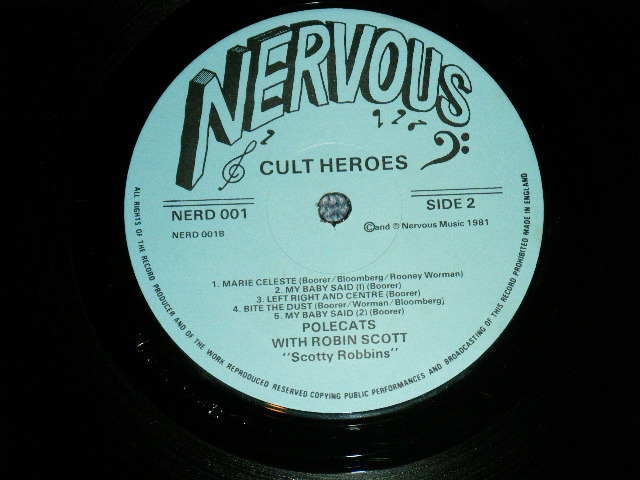 NERVOUS
CULT HEROES
NERD 001
SIDE 2
NERD 001B
©and ℗ Nervous Music 1981
1. MARIE CELESTE (Boorer/Bloomberg/Rooney Worman)
2. MY BABY SAID (I) (Boorer)
3. LEFT RIGHT AND CENTRE (Boorer)
4. BITE THE DUST (Boorer/Worman/Bloomberg)
5. MY BABY SAID (2) (Boorer)
POLECATS
WITH ROBIN SCOTT
"Scotty Robbins"
ALL RIGHTS OF THE RECORD PRODUCER AND OF THE WORK REPRODUCED RESERVED COPYING PUBLIC PERFORMANCES AND BROADCASTING OF THIS RECORD PROHIBITED MADE IN ENGLAND